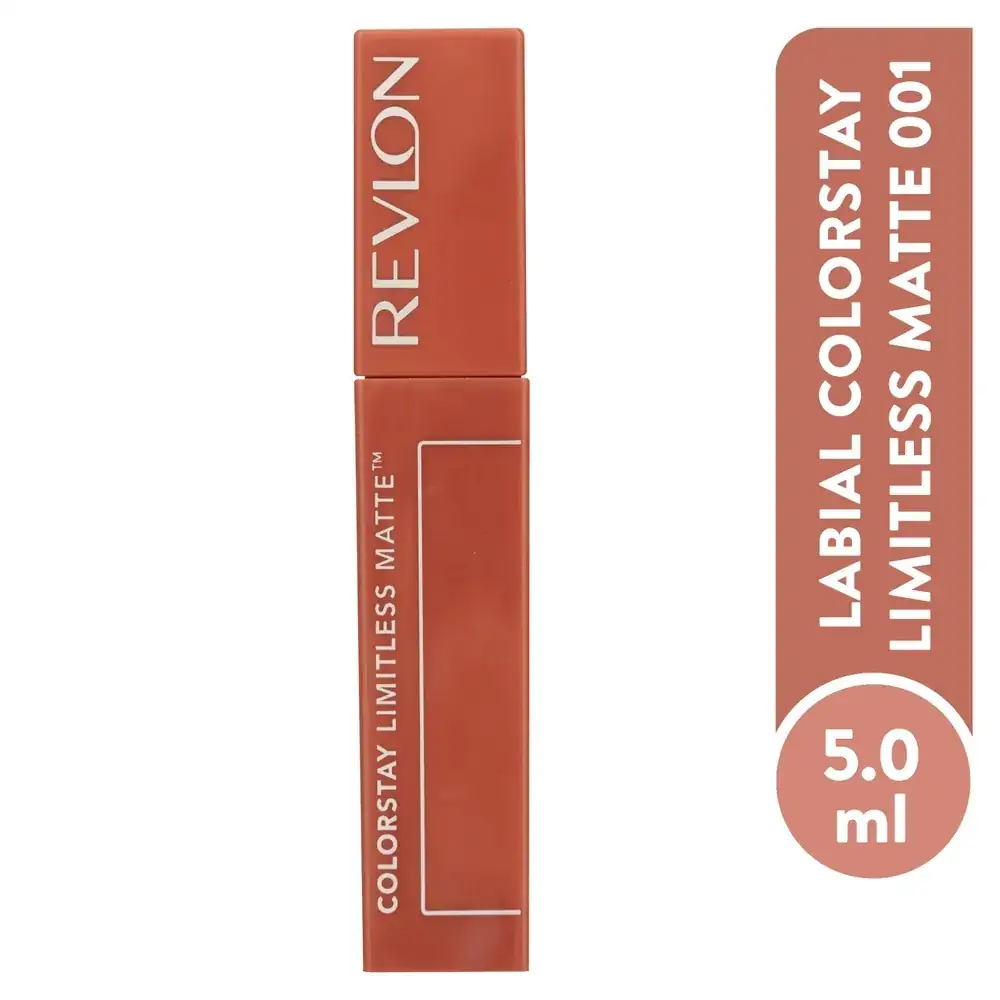 REVLON
COLORSTAY LIMITLESS MATTE™
LABIAL COLORSTAY
LIMITLESS MATTE 001
5.0
ml